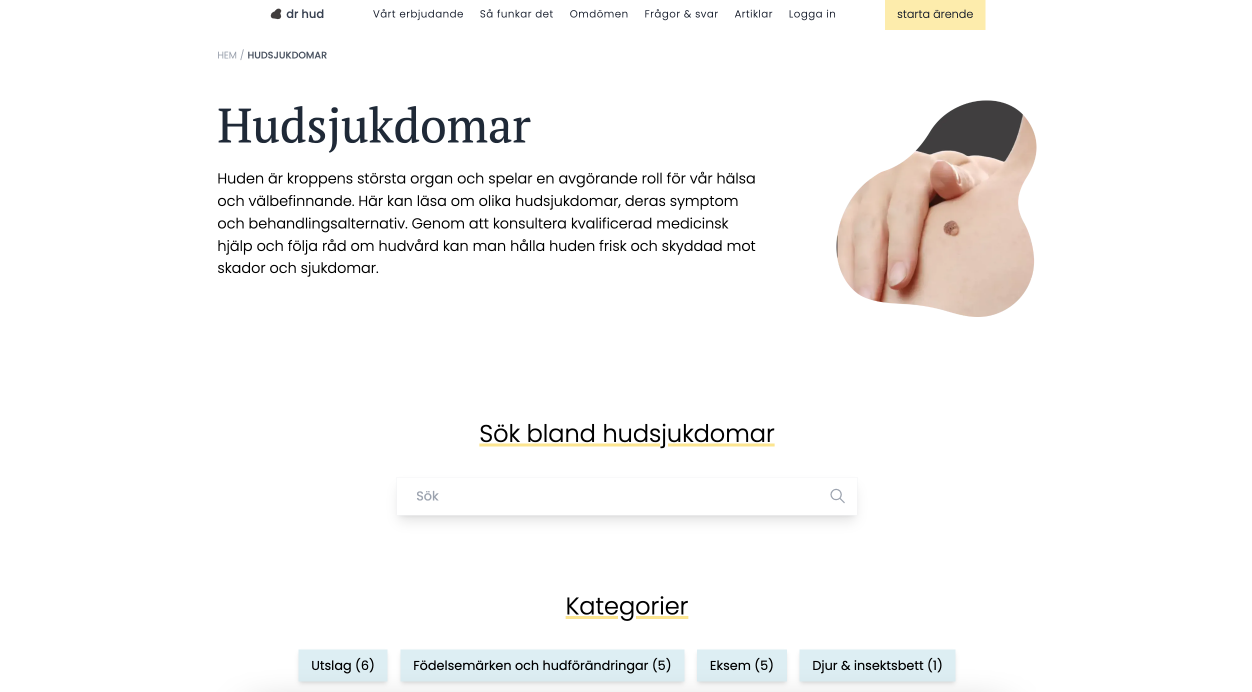 dr hud
Vårt erbjudande Så funkar det Omdömen Frågor & svar Artiklar Logga in
starta ärende
HEM / HUDSJUKDOMAR
Hudsjukdomar
Huden är kroppens största organ och spelar en avgörande roll för vår hälsa
och välbefinnande. Här kan läsa om olika hudsjukdomar, deras symptom
och behandlingsalternativ. Genom att konsultera kvalificerad medicinsk
hjälp och följa råd om hudvård kan man hålla huden frisk och skyddad mot
skador och sjukdomar.
Sök bland hudsjukdomar
Sök
Kategorier
Utslag (6) Födelsemärken och hudförändringar (5) Eksem (5) Djur & insektsbett (1)